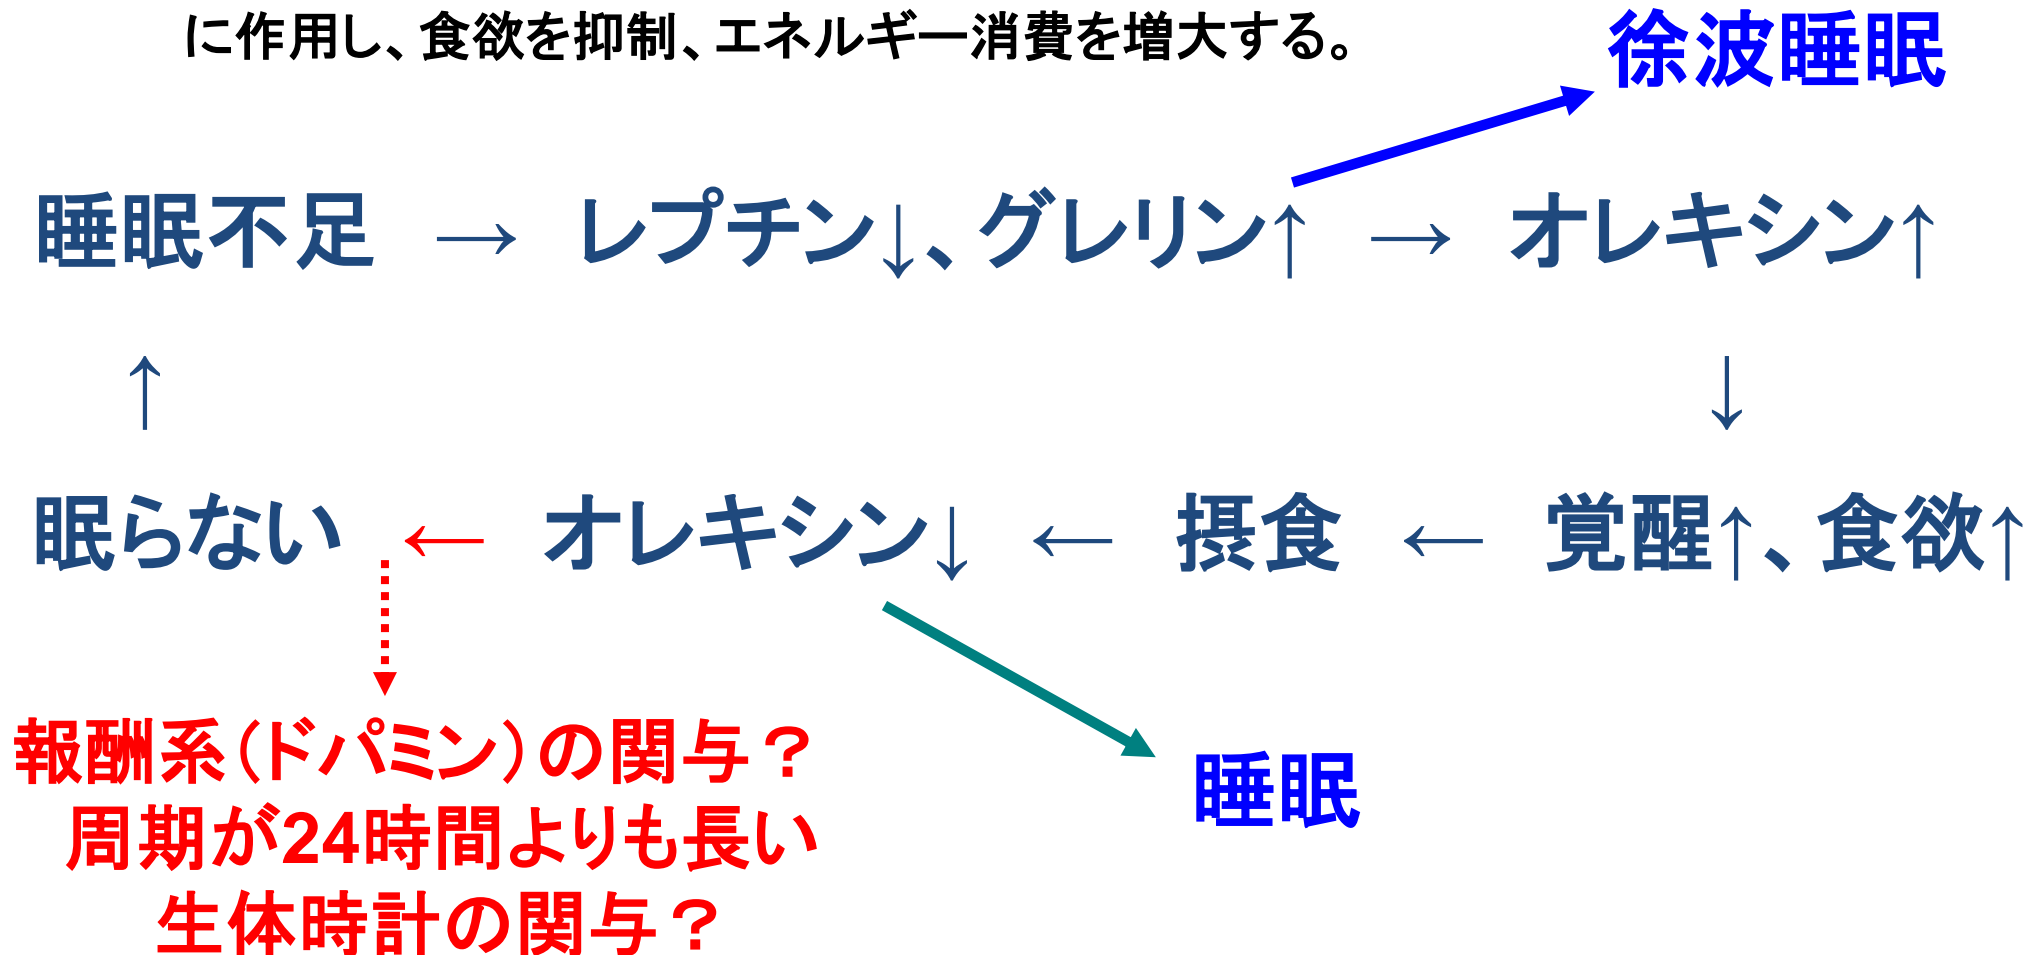 に作用し、食欲を抑制、エネルギー消費を増大する。
徐波睡眠
睡眠不足 → レプチン↓、グレリン↑ → オレキシン↑
↑ ↓
眠らない ← オレキシン↓ ← 摂食 ← 覚醒↑、食欲↑
報酬系（ドパミン）の関与？
周期が24時間よりも長い
生体時計の関与？
睡眠